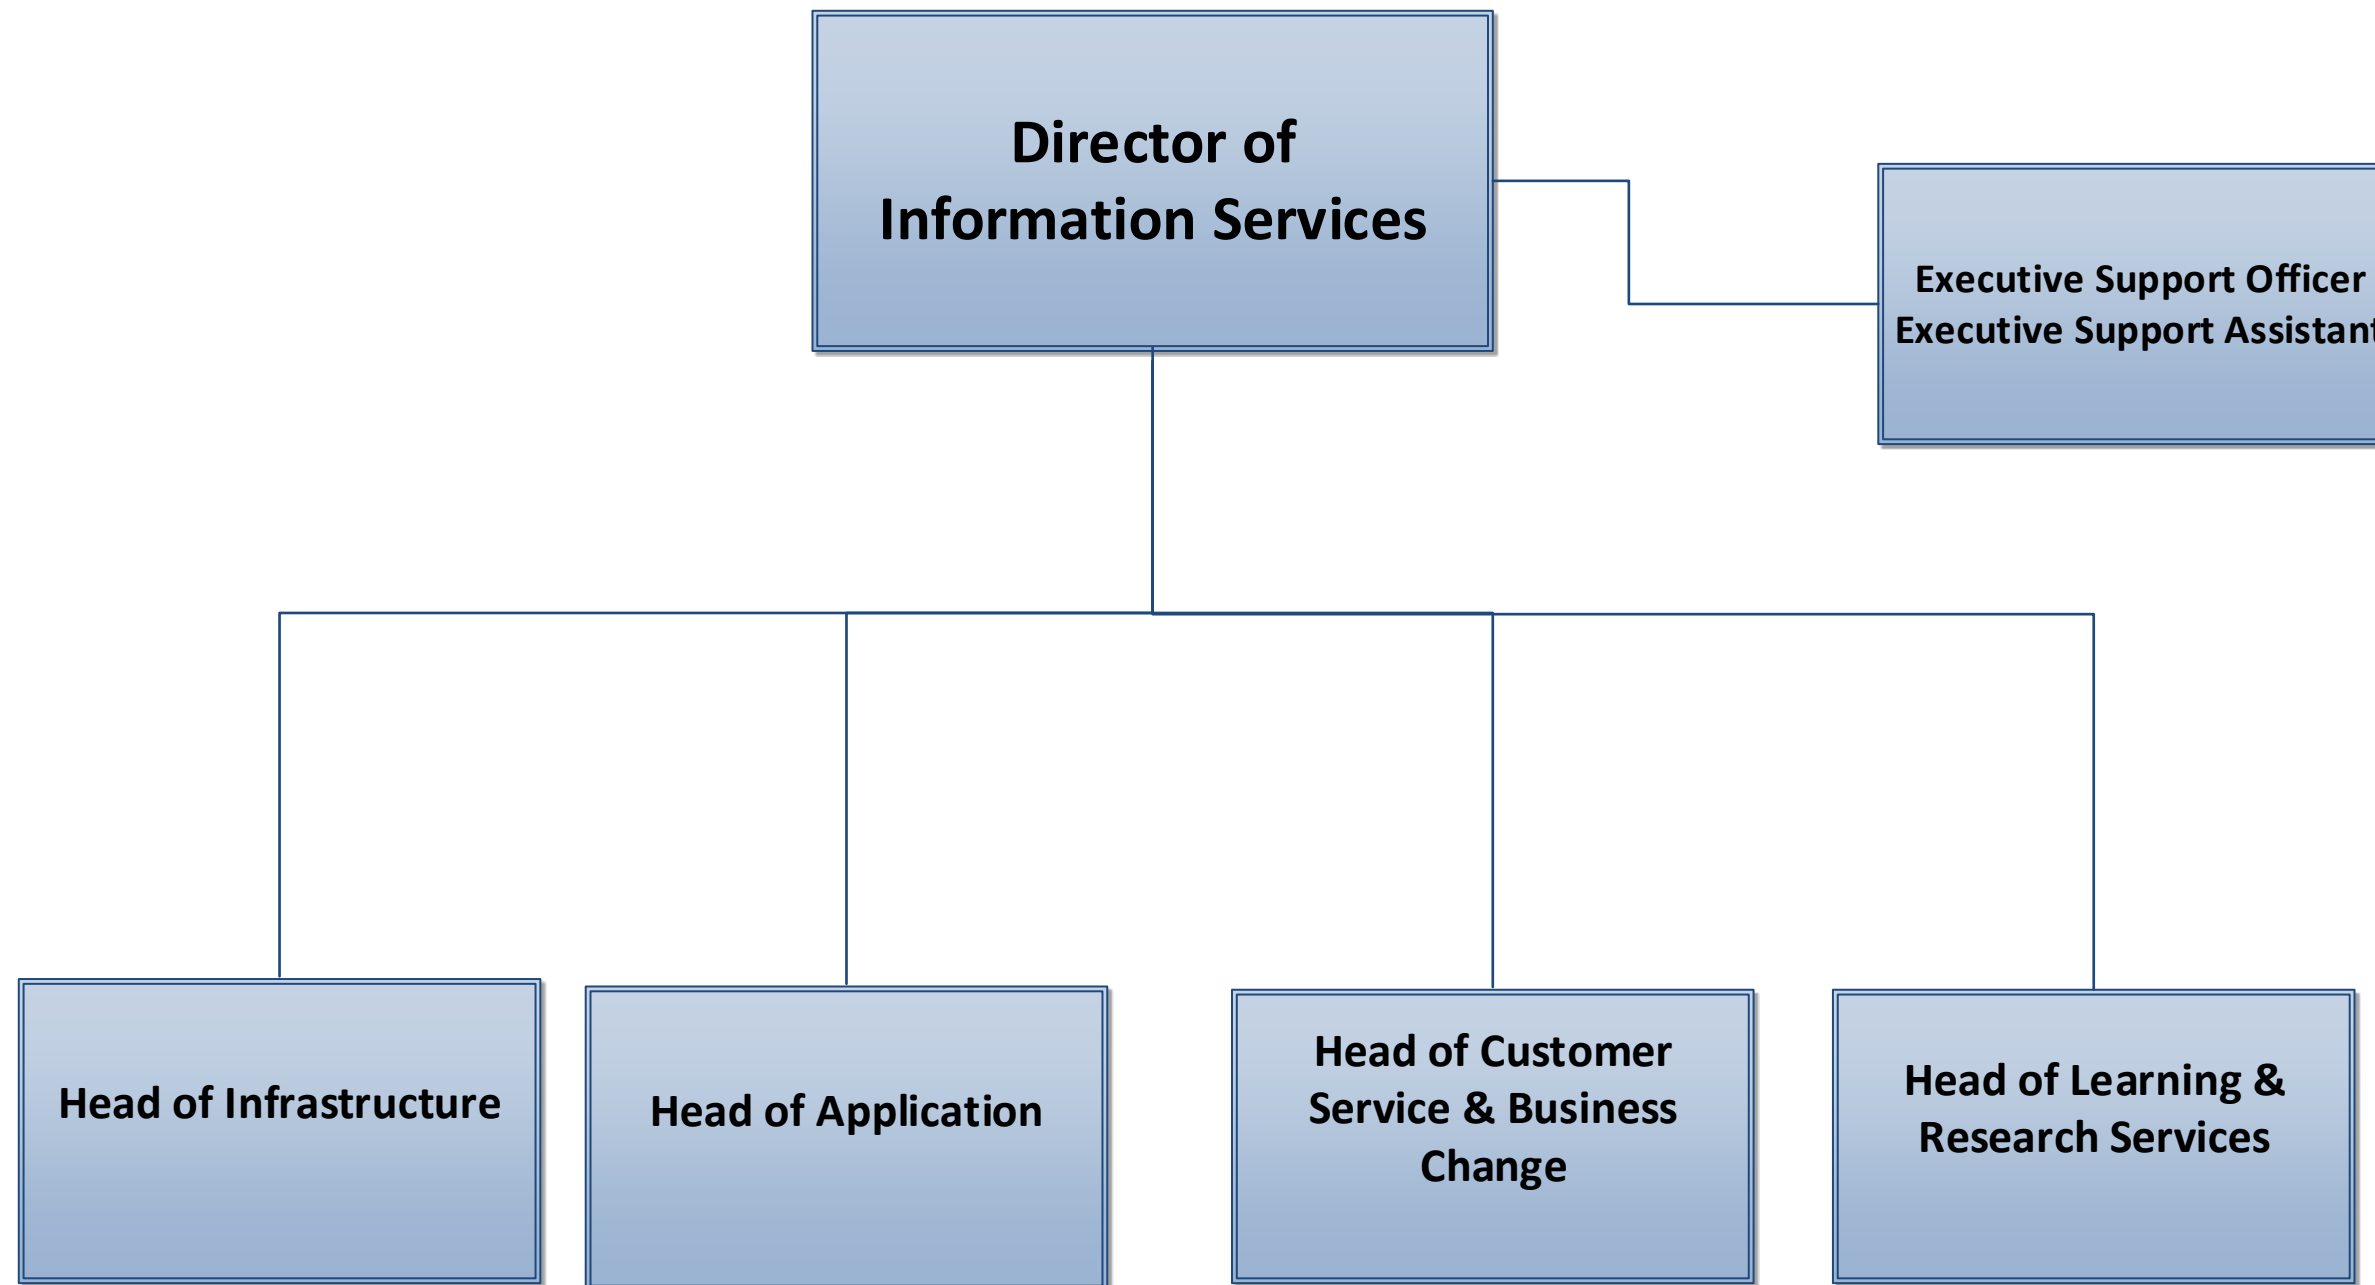 Director of
Information Services
Executive Support Officer
Executive Support Assistant
Head of Infrastructure
Head of Application
Head of Customer
Service & Business
Change
Head of Learning &
Research Services